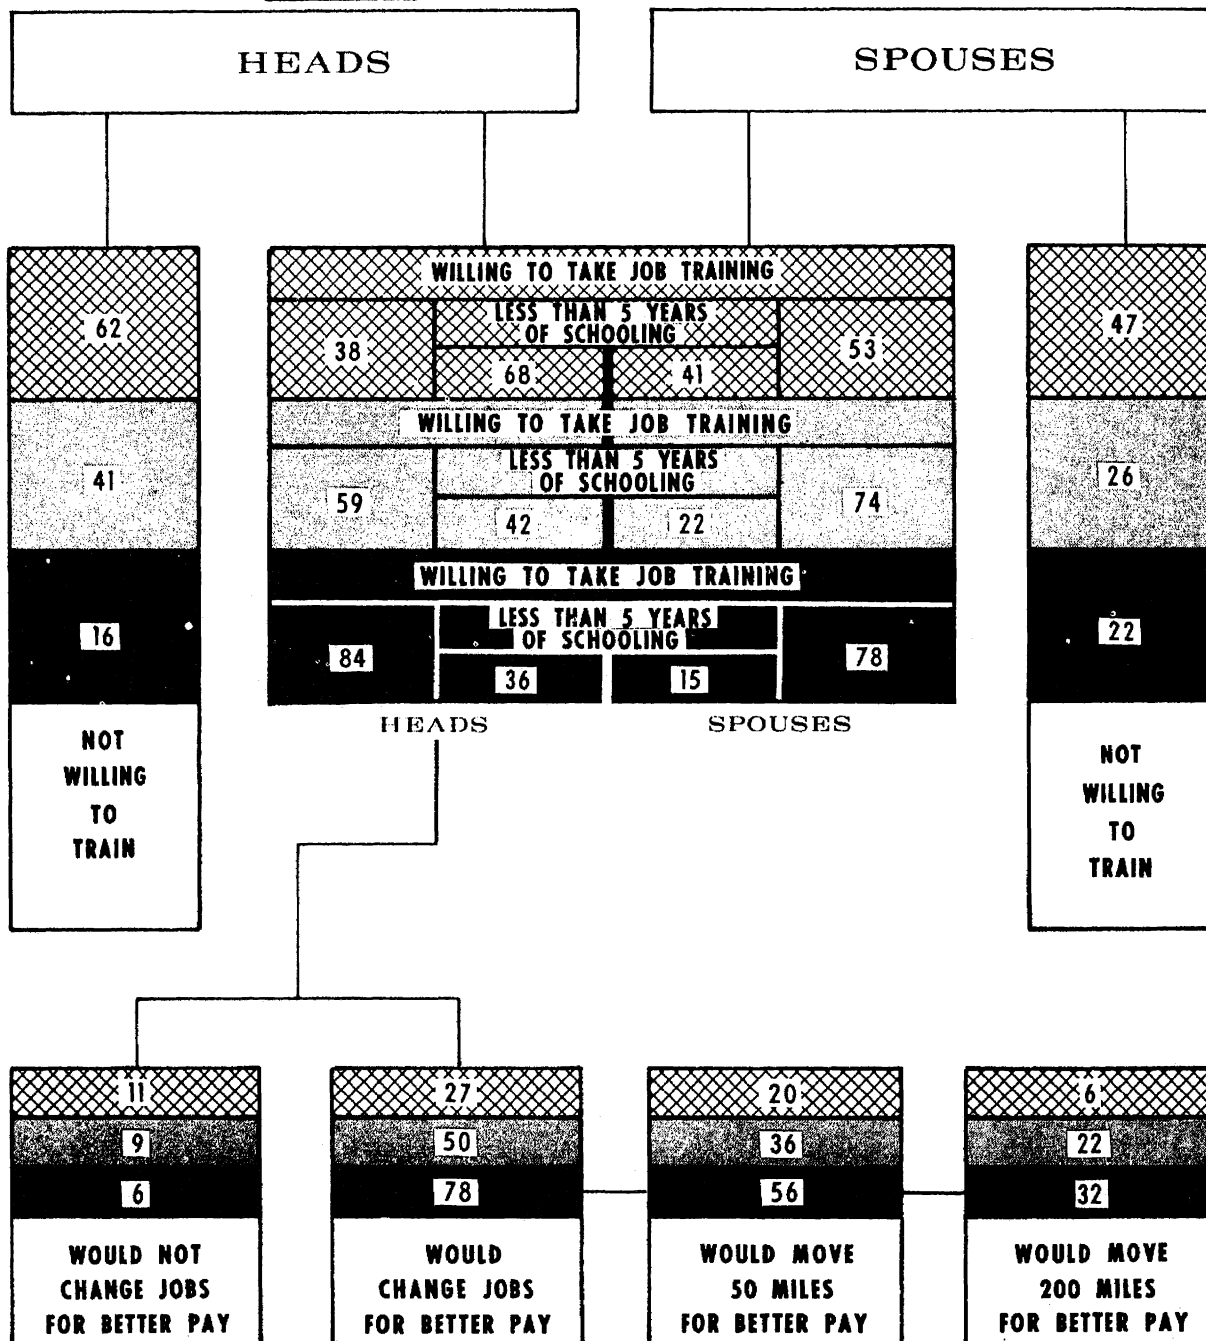 HEADS
SPOUSES
WILLING TO TAKE JOB TRAINING
LESS THAN 5 YEARS
OF SCHOOLING
62
38
68
41
53
47
WILLING TO TAKE JOB TRAINING
LESS THAN 5 YEARS
OF SCHOOLING
41
59
42
22
74
26
WILLING TO TAKE JOB TRAINING
LESS THAN 5 YEARS
OF SCHOOLING
16
84
36
15
78
22
HEADS
SPOUSES
NOT
WILLING
TO
TRAIN
NOT
WILLING
TO
TRAIN
11
9
6
WOULD NOT
CHANGE JOBS
FOR BETTER PAY
27
50
78
WOULD
CHANGE JOBS
FOR BETTER PAY
20
36
56
WOULD MOVE
50 MILES
FOR BETTER PAY
6
22
32
WOULD MOVE
200 MILES
FOR BETTER PAY